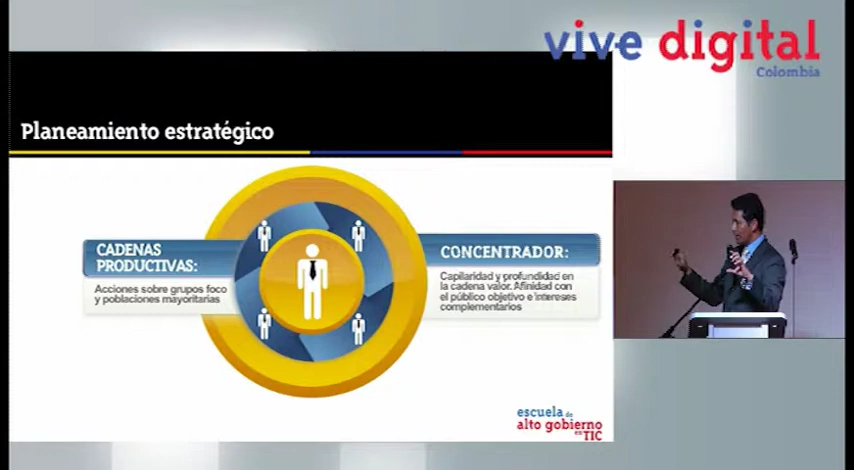 vive digital
Colombia
Planeamiento estratégico
CADENAS
PRODUCTIVAS:
Acciones sobre grupos foco
y poblaciones mayoritarias
CONCENTRADOR:
Capilaridad y profundidad en
la cadena valor. Afinidad con
el público objetivo e intereses
complementarios
escuela de
alto gobierno
en TIC